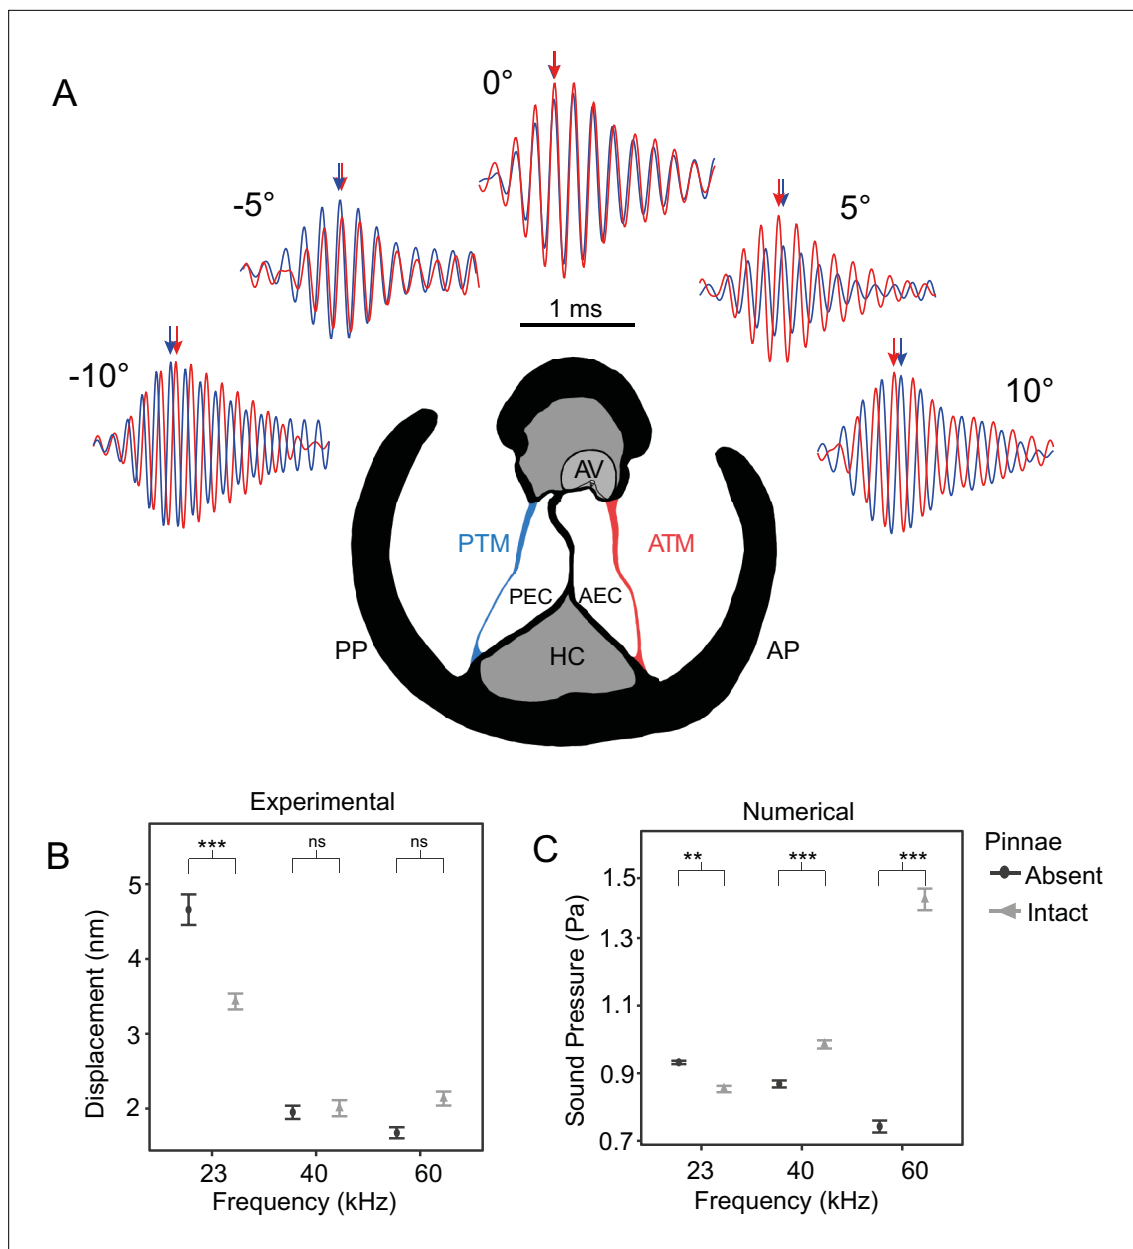 A
0°
-5°
5°
-10°
10°
1 ms
AV
PTM
ATM
PEC
AEC
PP
HC
AP
B
Experimental
***
ns
ns
Displacement (nm)
5
4
3
2
23
40
60
Frequency (kHz)
C
Numerical
**
***
***
Sound Pressure (Pa)
1.5
1.3
1.1
0.9
0.7
23
40
60
Frequency (kHz)
Pinnae
Absent
Intact